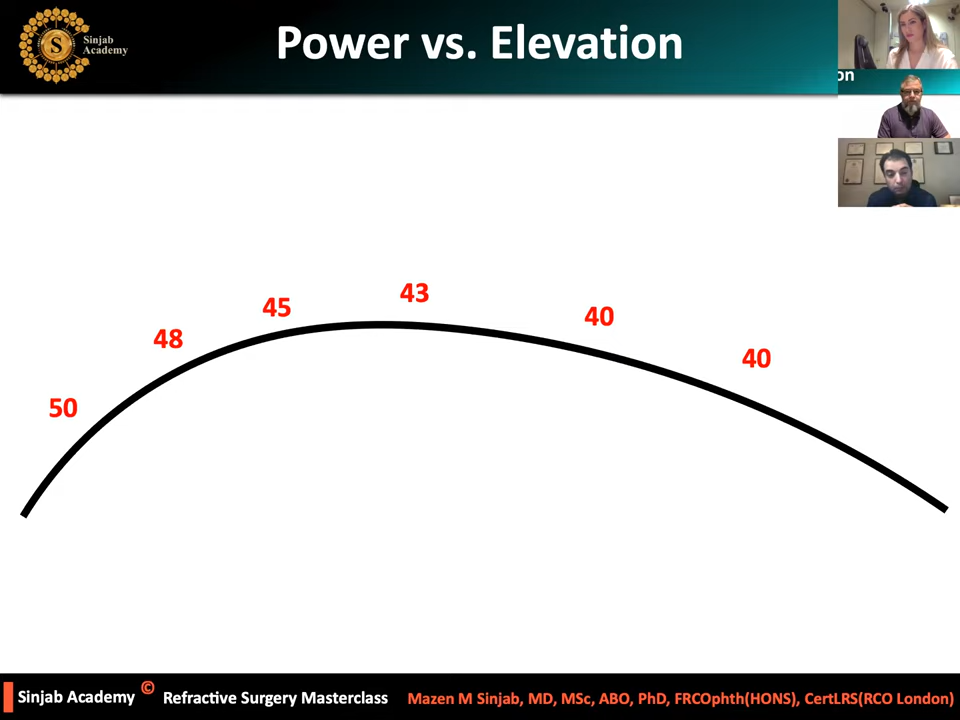 Sinjab
Academy
S
Power vs. Elevation
on
43
45
40
48
40
50
Sinjab Academy © Refractive Surgery Masterclass Mazen M Sinjab, MD, MSc, ABO, PhD, FRCOphth(HONS), CertLRS(RCO London)